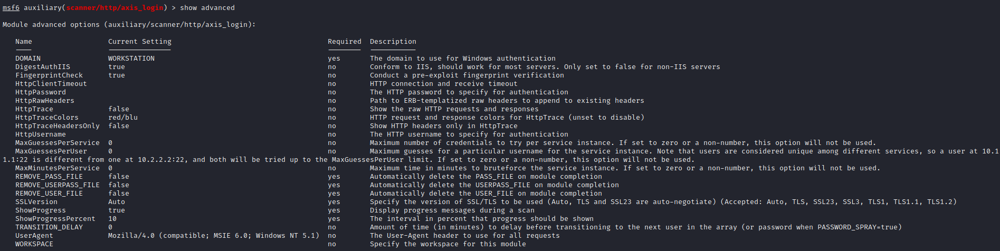 msf6 auxiliary(scanner/http/axis_login) > show advanced
Module advanced options (auxiliary/scanner/http/axis_login):
Name Current Setting Required Description
---- --------------- -------- -----------
DOMAIN WORKSTATION yes The domain to use for Windows authentication
DigestAuthIIS true no Conform to IIS, should work for most servers. Only set to false for non-IIS servers
FingerprintCheck true no Conduct a pre-exploit fingerprint verification
HttpClientTimeout no HTTP connection and receive timeout
HttpPassword no The HTTP password to specify for authentication
HttpRawHeaders no Path to ERB-templatized raw headers to append to existing headers
HttpTrace false no Show the raw HTTP requests and responses
HttpTraceColors red/blu no HTTP request and response colors for HttpTrace (unset to disable)
HttpTraceHeadersOnly false no Show HTTP headers only in HttpTrace
HttpUsername no The HTTP username to specify for authentication
MaxGuessesPerService 0 no Maximum number of credentials to try per service instance. If set to zero or a non-number, this option will not be used.
MaxGuessesPerUser 0 no Maximum guesses for a particular username for the service instance. Note that users are considered unique among different services, so a user at 10.1
1.1:22 is different from one at 10.2.2.2:22, and both will be tried up to the MaxGuessesPerUser limit. If set to zero or a non-number, this option will not be used.
MaxMinutesPerService 0 no Maximum time in minutes to bruteforce the service instance. If set to zero or a non-number, this option will not be used.
REMOVE_PASS_FILE false yes Automatically delete the PASS_FILE on module completion
REMOVE_USERPASS_FILE false yes Automatically delete the USERPASS_FILE on module completion
REMOVE_USER_FILE false yes Automatically delete the USER_FILE on module completion
SSLVersion Auto yes Specify the version of SSL/TLS to be used (Auto, TLS and SSL23 are auto-negotiate) (Accepted: Auto, TLS, SSL23, SSL3, TLS1, TLS1.1, TLS1.2)
ShowProgress true yes Display progress messages during a scan
ShowProgressPercent 10 yes The interval in percent that progress should be shown
TRANSITION_DELAY 0 no Amount of time (in minutes) to delay before transitioning to the next user in the array (or password when PASSWORD_SPRAY=true)
UserAgent Mozilla/4.0 (compatible; MSIE 6.0; Windows NT 5.1) no The User-Agent header to use for all requests
WORKSPACE no Specify the workspace for this module